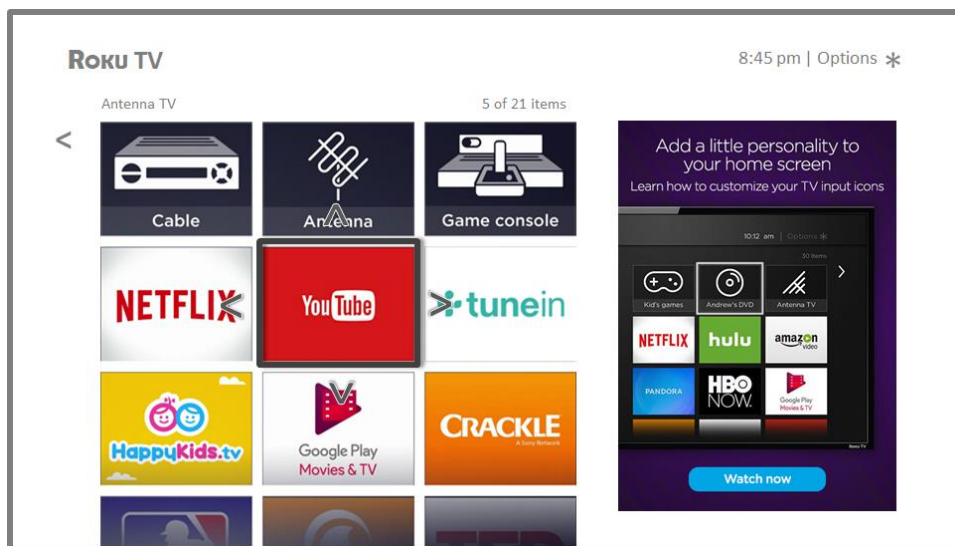 Roku TV
8:45 pm | Options *
Antenna TV
5 of 21 items
<
Add a little personality to
your home screen
Learn how to customize your TV input icons
Cable
Antenna
Game console
10:12 am | Options *
30 items
>
Kid's games
Andrew's DVD
Antenna TV
NETFLIX
YouTube
tunein
NETFLIX
hulu
amazon
video
PANDORA
HBO
NOW.
Google Play
Movies & TV
HappyKids.tv
Google Play
Movies & TV
CRACKLE
A Sony Network
Roku TV
Watch now
TED